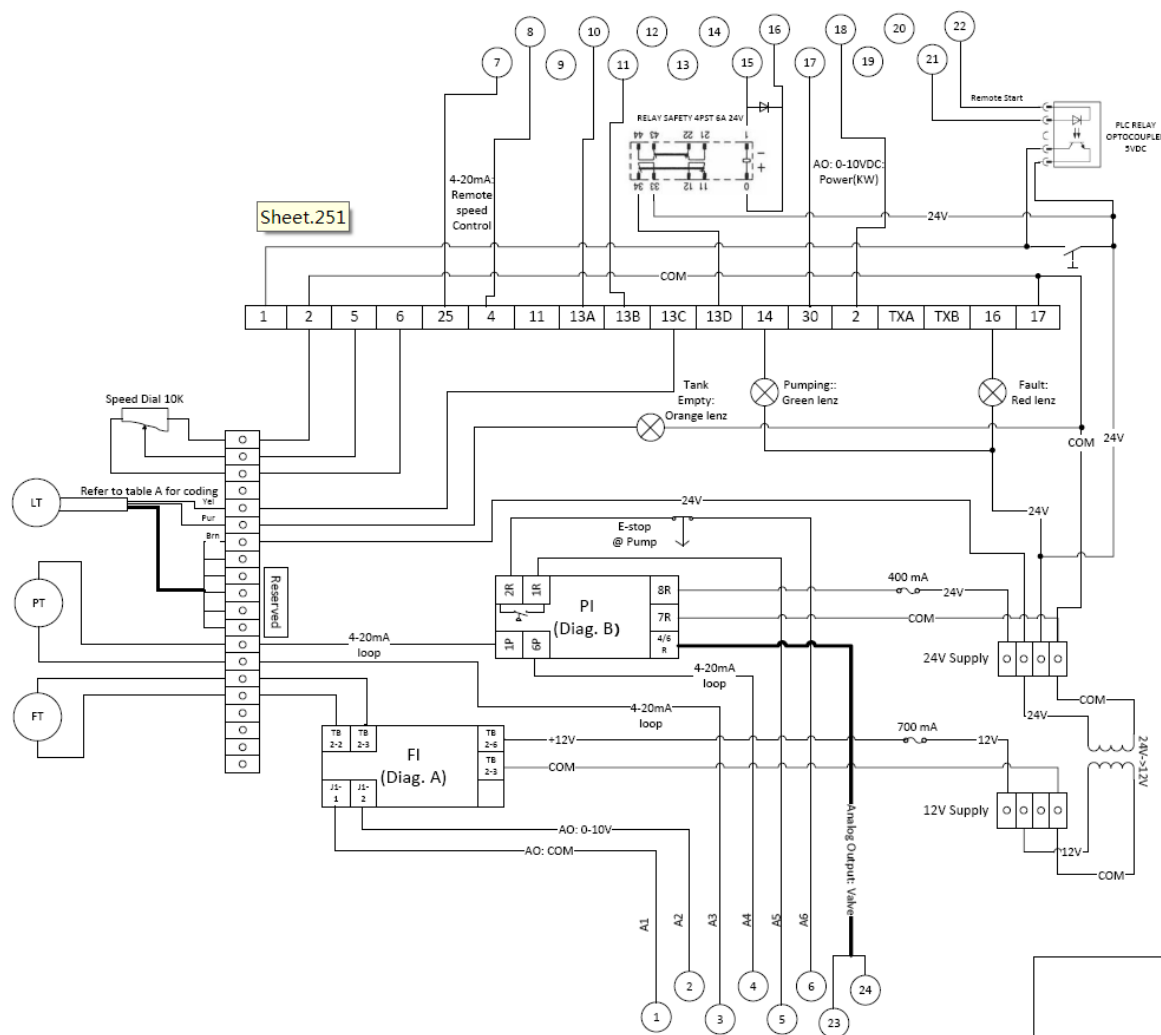 8
10
12
14
16
18
20
22
7
9
11
13
15
17
19
21
Remote Start
PLC RELAY
OPTOCOUPLER
5VDC
RELAY SAFETY 4PST 6A 24V
44 43 22 21 1
-
+
34 33 12 11 0
4-20mA:
Remote
speed
Control
AO: 0-10VDC:
Power(KW)
Sheet.251
24V
COM
1 2 5 6 25 4 11 13A 13B 13C 13D 14 30 2 TXA TXB 16 17
Tank
Empty:
Orange lenz
Pumping::
Green lenz
Fault:
Red lenz
Speed Dial 10K
COM
24V
LT
Refer to table A for coding
Yel
Pur
Brn
24V
24V
E-stop
@ Pump
Reserved
2R 1R
8R
7R
4/6
R
PI
(Diag. B)
1P 6P
400 mA
24V
COM
24V Supply
PT
4-20mA
loop
4-20mA
loop
4-20mA
loop
FT
TB
2-2
TB
2-3
TB
2-6
TB
2-3
FI
(Diag. A)
J1-
1
J1-
2
+12V
COM
700 mA
12V
24V
COM
24V->12V
12V Supply
12V
COM
AO: 0-10V
AO: COM
Analog Output: Valve
A1
A2
A3
A4
A5
A6
1
2
3
4
5
6
23
24